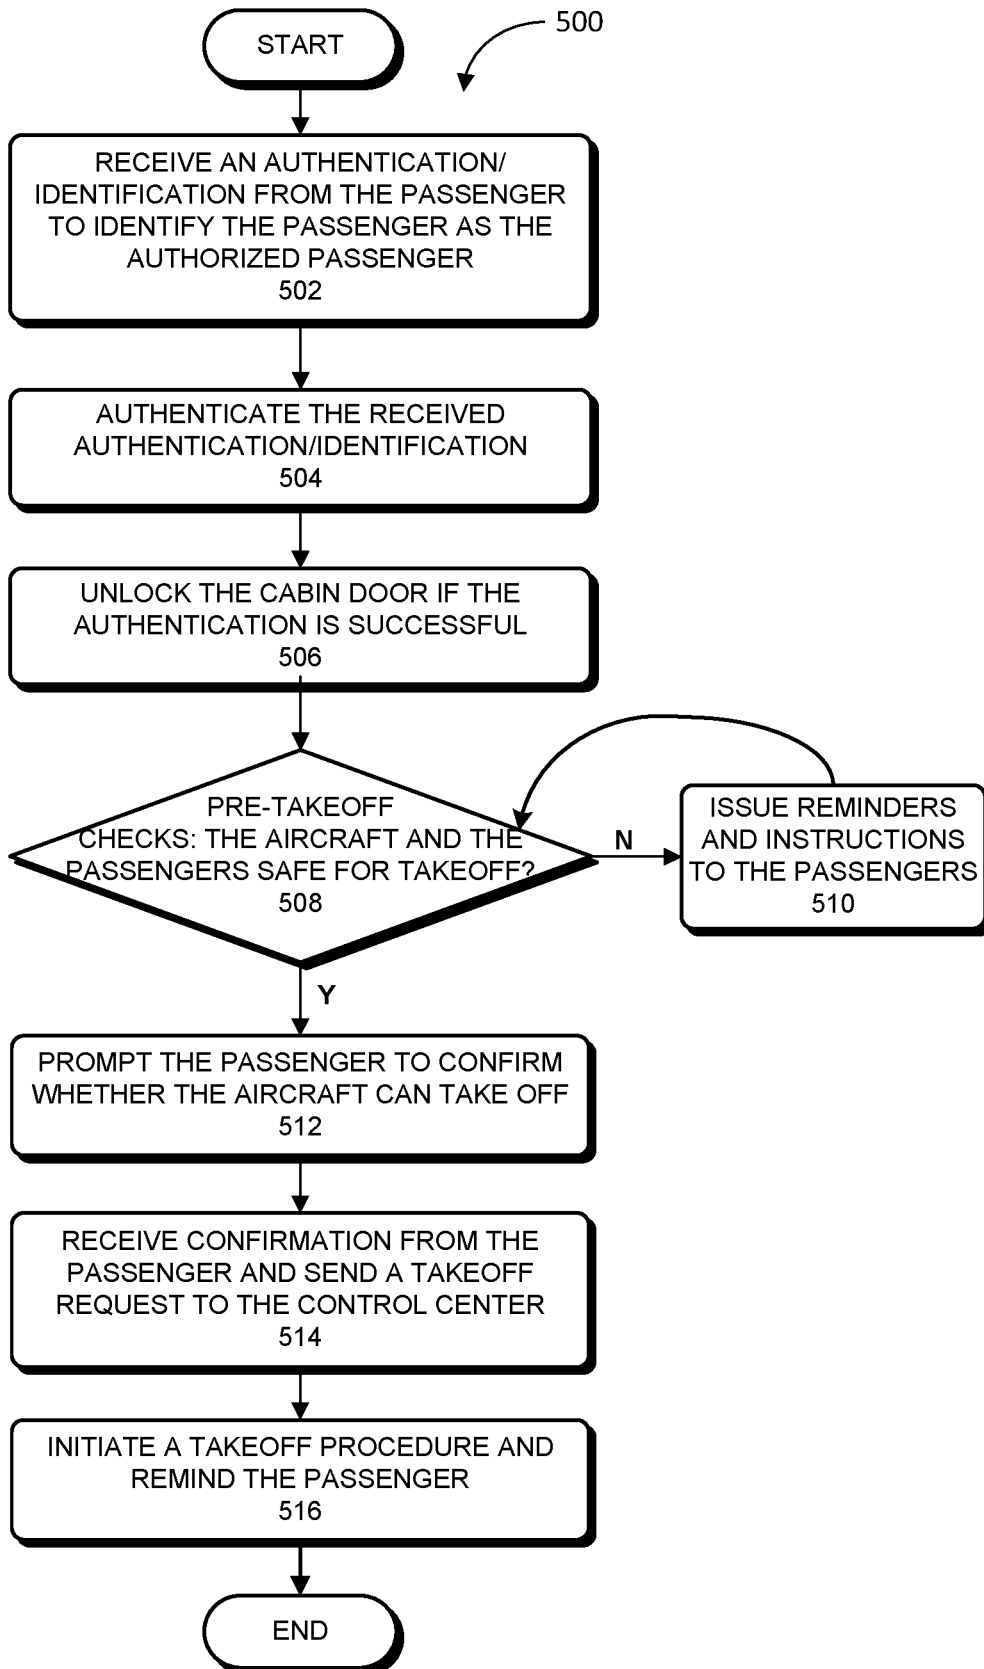 START
500
RECEIVE AN AUTHENTICATION/
IDENTIFICATION FROM THE PASSENGER
TO IDENTIFY THE PASSENGER AS THE
AUTHORIZED PASSENGER
502
AUTHENTICATE THE RECEIVED
AUTHENTICATION/IDENTIFICATION
504
UNLOCK THE CABIN DOOR IF THE
AUTHENTICATION IS SUCCESSFUL
506
PRE-TAKEOFF
CHECKS: THE AIRCRAFT AND THE
PASSENGERS SAFE FOR TAKEOFF?
508
N
ISSUE REMINDERS
AND INSTRUCTIONS
TO THE PASSENGERS
510
Y
PROMPT THE PASSENGER TO CONFIRM
WHETHER THE AIRCRAFT CAN TAKE OFF
512
RECEIVE CONFIRMATION FROM THE
PASSENGER AND SEND A TAKEOFF
REQUEST TO THE CONTROL CENTER
514
INITIATE A TAKEOFF PROCEDURE AND
REMIND THE PASSENGER
516
END